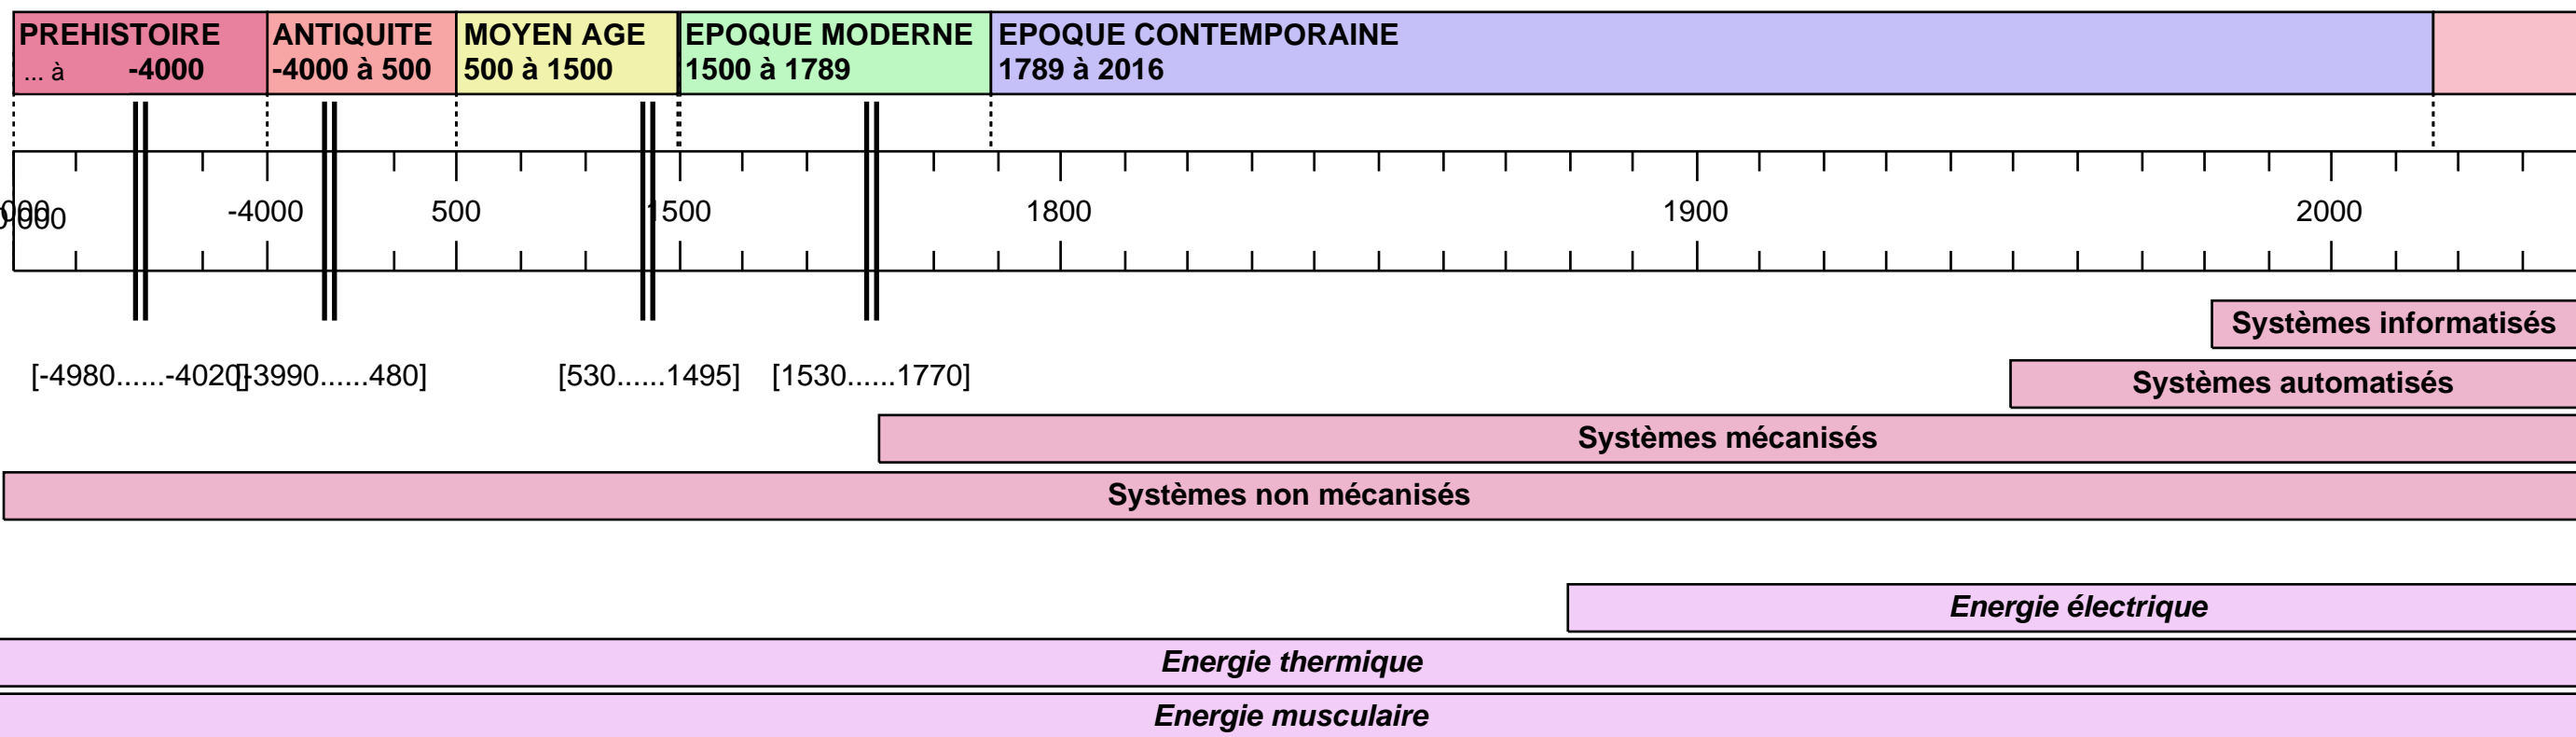 PREHISTOIRE
... à -4000
ANTIQUITE
-4000 à 500
MOYEN AGE
500 à 1500
EPOQUE MODERNE
1500 à 1789
EPOQUE CONTEMPORAINE
1789 à 2016
-4000 500 1500 1800 1900 2000
[-4980......-4020] [-3990......480] [530......1495] [1530......1770]
Systèmes informatisés
Systèmes automatisés
Systèmes mécanisés
Systèmes non mécanisés
Energie électrique
Energie thermique
Energie musculaire